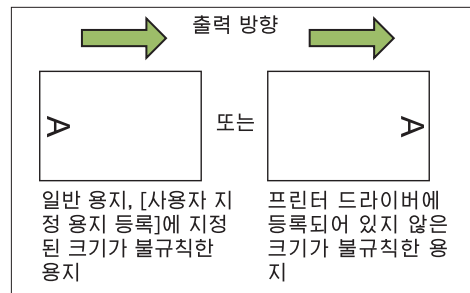 출력 방향
A
또는
A
일반 용지, [사용자 지
정 용지 등록]에 지정
된 크기가 불규칙한
용지
프린터 드라이버에
등록되어 있지 않은
크기가 불규칙한 용
지